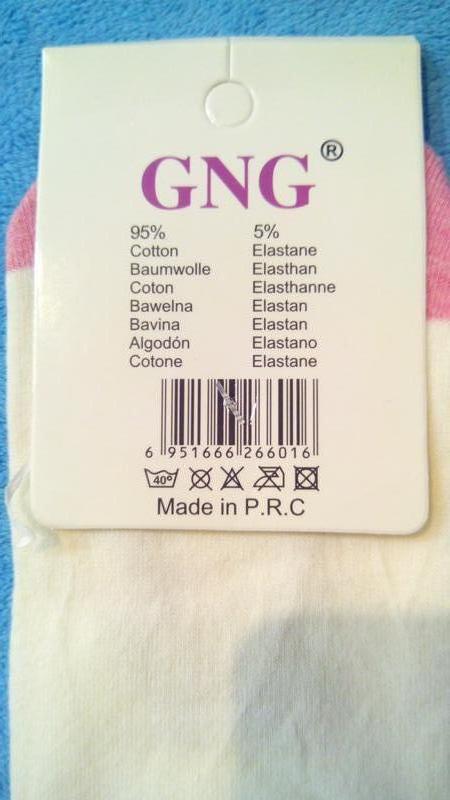 GNG®
95% 5%
Cotton Elastane
Baumwolle Elasthan
Coton Elasthanne
Bawelna Elastan
Bavina Elastan
Algodón Elastano
Cotone Elastane
6 951666 266016
40°
Made in P.R.C